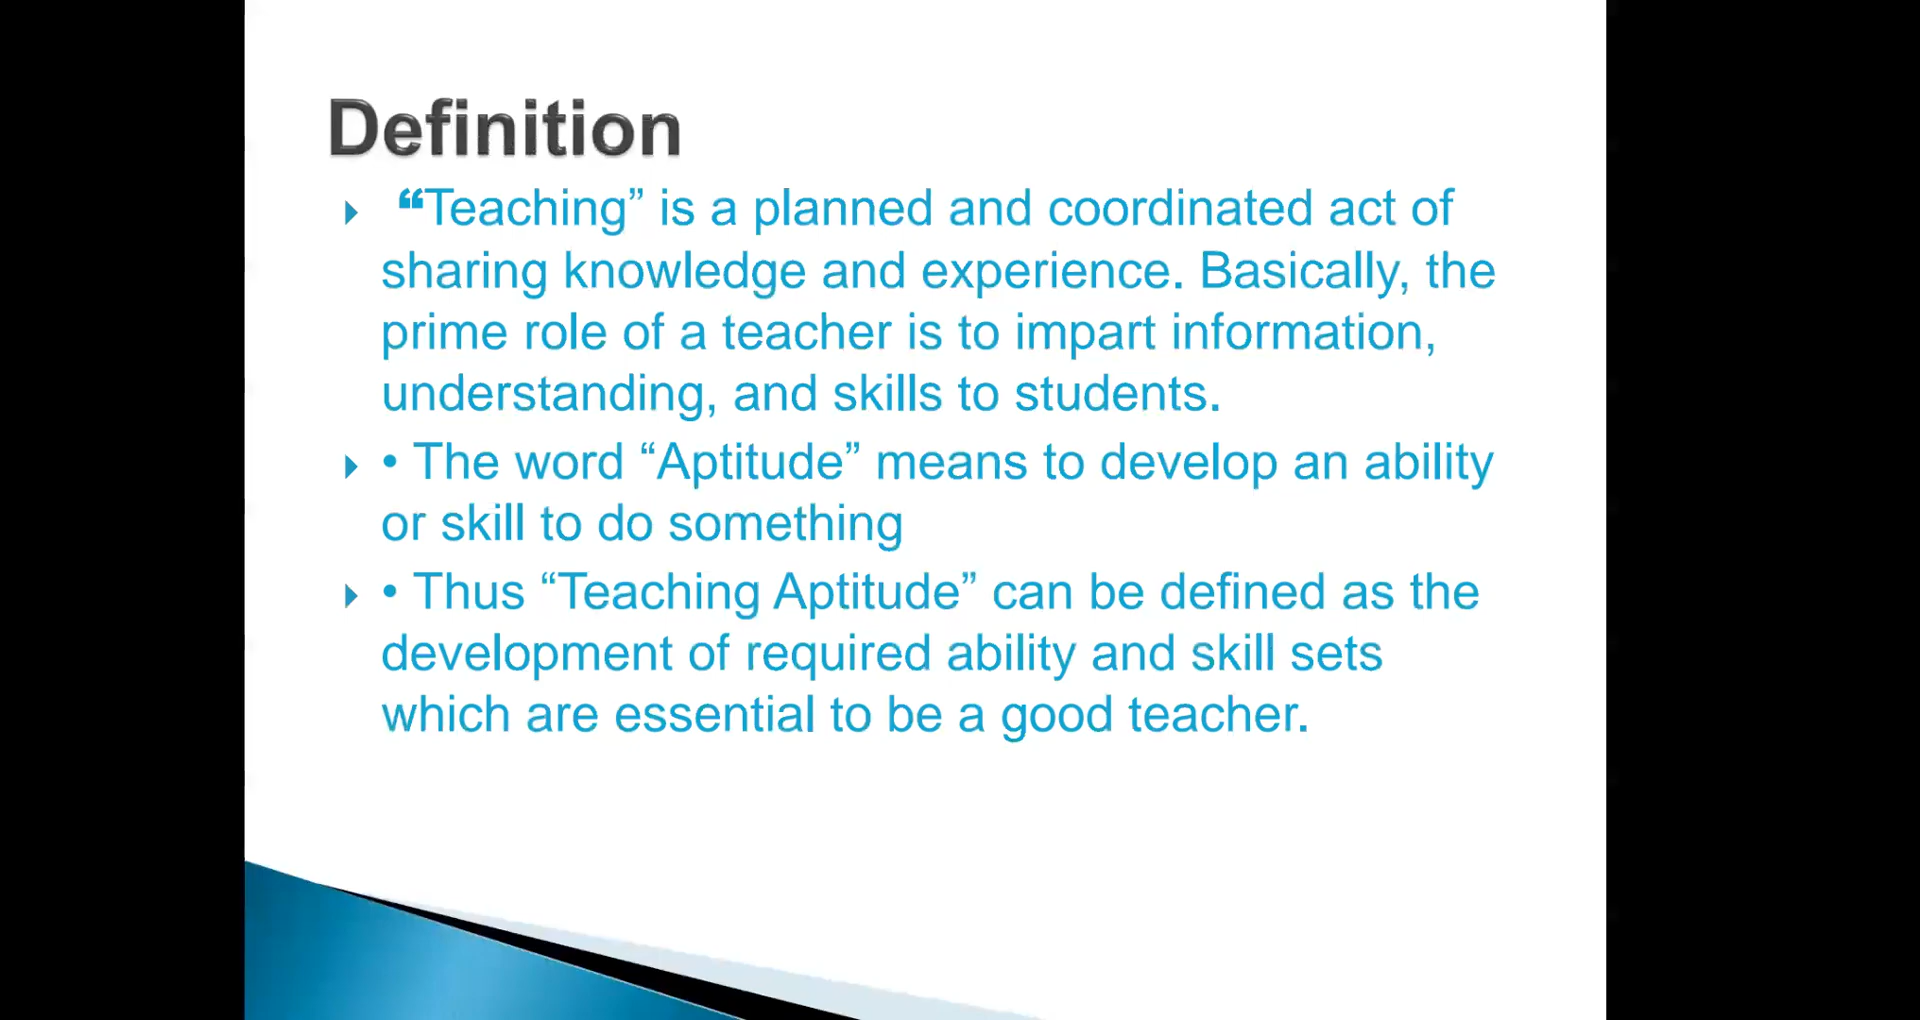 Definition
“Teaching” is a planned and coordinated act of
sharing knowledge and experience. Basically, the
prime role of a teacher is to impart information,
understanding, and skills to students.
• The word “Aptitude” means to develop an ability
or skill to do something
• Thus “Teaching Aptitude” can be defined as the
development of required ability and skill sets
which are essential to be a good teacher.